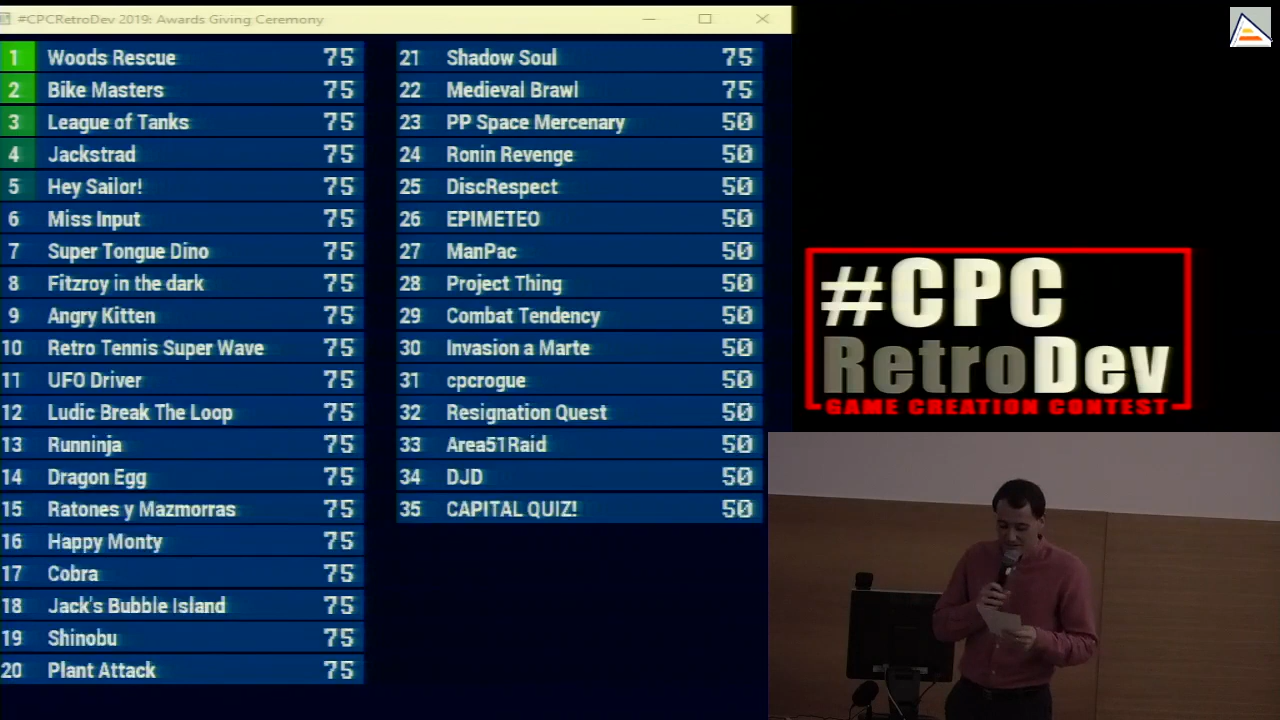 #CPCRetroDev 2019: Awards Giving Ceremony
1 Woods Rescue 75
2 Bike Masters 75
3 League of Tanks 75
4 Jackstrad 75
5 Hey Sailor! 75
6 Miss Input 75
7 Super Tongue Dino 75
8 Fitzroy in the dark 75
9 Angry Kitten 75
10 Retro Tennis Super Wave 75
11 UFO Driver 75
12 Ludic Break The Loop 75
13 Runninja 75
14 Dragon Egg 75
15 Ratones y Mazmorras 75
16 Happy Monty 75
17 Cobra 75
18 Jack's Bubble Island 75
19 Shinobu 75
20 Plant Attack 75
21 Shadow Soul 75
22 Medieval Brawl 75
23 PP Space Mercenary 50
24 Ronin Revenge 50
25 DiscRespect 50
26 EPIMETEO 50
27 ManPac 50
28 Project Thing 50
29 Combat Tendency 50
30 Invasion a Marte 50
31 cpcrogue 50
32 Resignation Quest 50
33 Area51Raid 50
34 DJD 50
35 CAPITAL QUIZ! 50
#CPC
RetroDev
GAME CREATION CONTEST